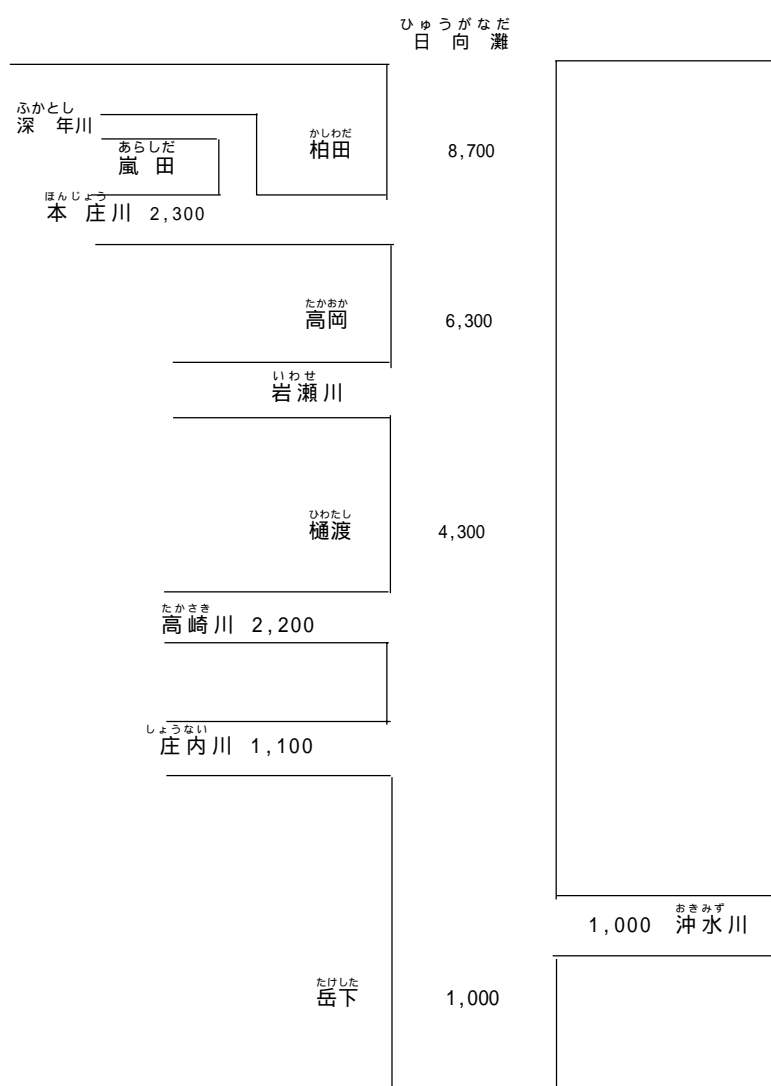 ひゅうがなだ
日向灘
ふかとし
深年川
あらしだ
嵐田
かしわだ
柏田
8,700
ほんじょう
本庄川 2,300
たかおか
高岡
6,300
いわせ
岩瀬川
ひわたし
樋渡
4,300
たかさき
高崎川 2,200
しょうない
庄内川 1,100
おきみず
1,000 沖水川
たけした
岳下
1,000